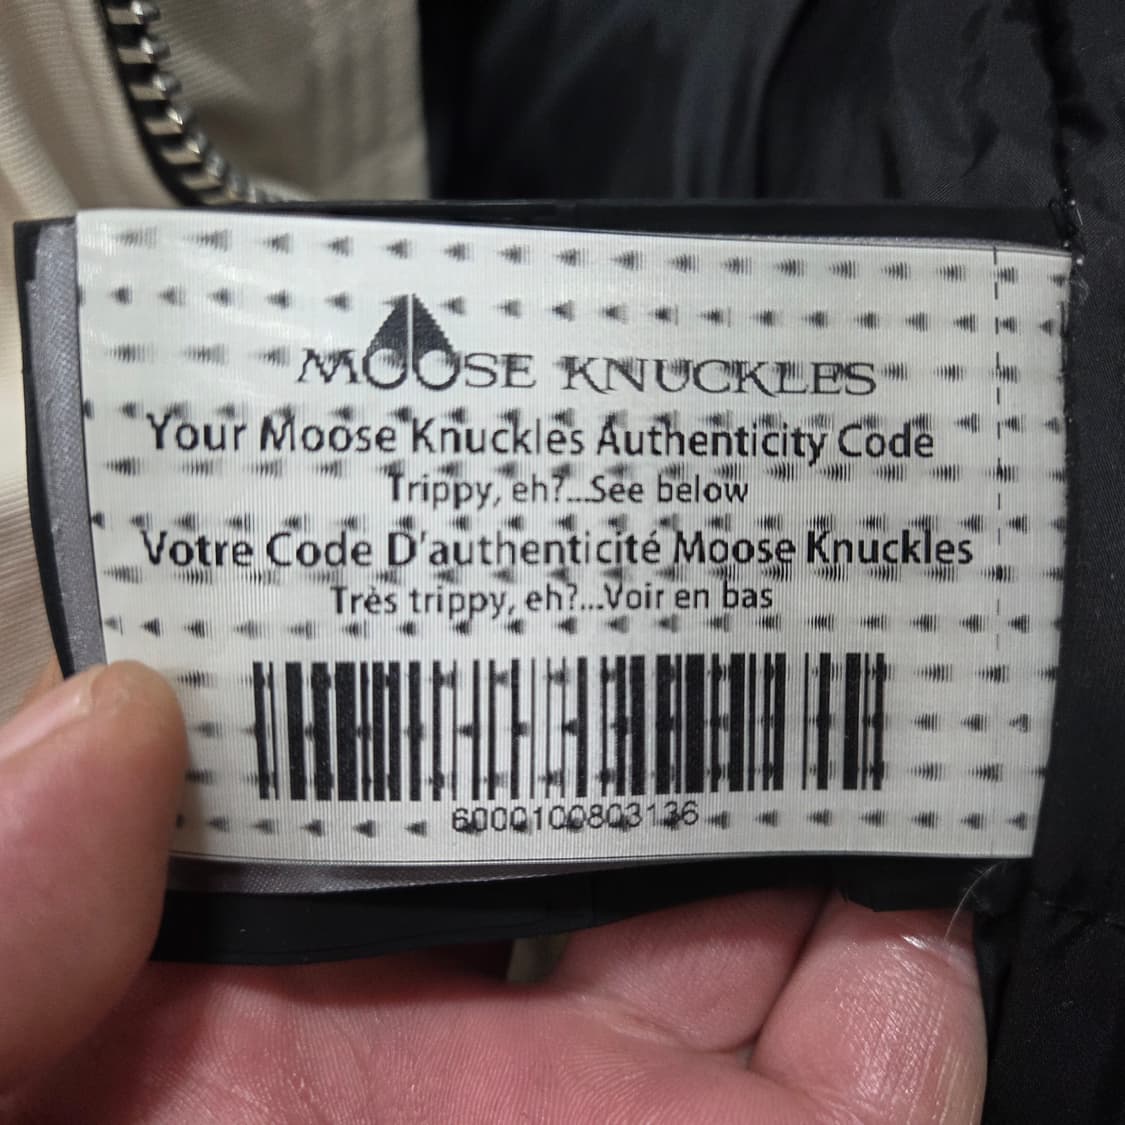 MOOSE KNUCKLES
Your Moose Knuckles Authenticity Code
Trippy, eh?...See below
Votre Code D'authenticité Moose Knuckles
Très trippy, eh?...Voir en bas
6000100803136